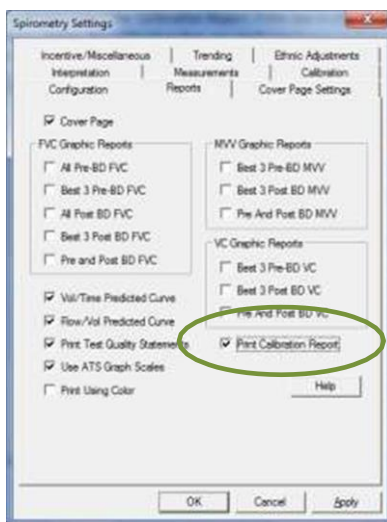 Spirometry Settings
Incentive/Miscellaneous
Trending
Ethnic Adjustments
Interpretation
Measurements
Calibration
Configuration
Reports
Cover Page Settings
Cover Page
FVC Graphic Reports
All Pre-BD FVC
Best 3 Pre-BD FVC
All Post BD FVC
Best 3 Post BD FVC
Pre and Post BD FVC
MVV Graphic Reports
Best 3 Pre-BD MVV
Best 3 Post BD MVV
Pre And Post BD MVV
VC Graphic Reports
Best 3 Pre-BD VC
Best 3 Post BD VC
Pre And Post BD VC
Vol/Time Predicted Curve
Flow/Vol Predicted Curve
Print Test Quality Statements
Use ATS Graph Scales
Print Using Color
Print Calibration Report
Help
OK
Cancel
Apply